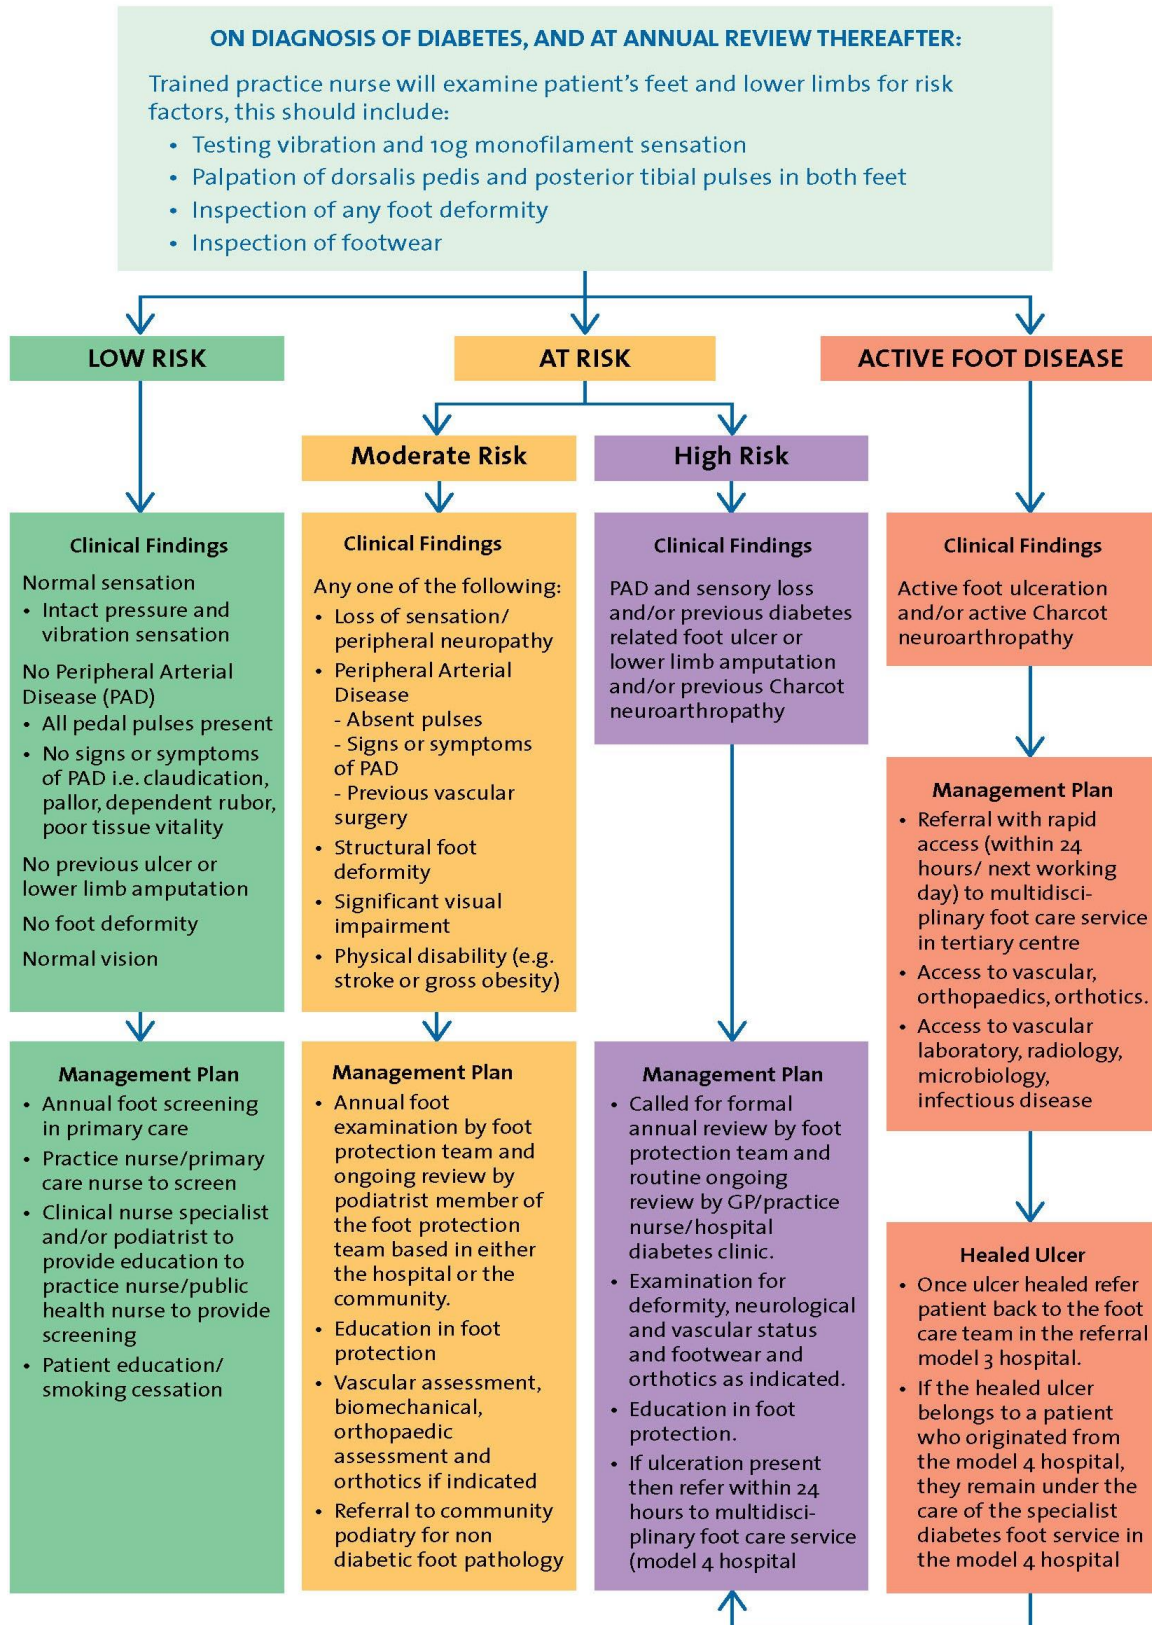 ON DIAGNOSIS OF DIABETES, AND AT ANNUAL REVIEW THEREAFTER:
Trained practice nurse will examine patient's feet and lower limbs for risk
factors, this should include:
• Testing vibration and 10g monofilament sensation
• Palpation of dorsalis pedis and posterior tibial pulses in both feet
• Inspection of any foot deformity
• Inspection of footwear
LOW RISK
AT RISK
ACTIVE FOOT DISEASE
Moderate Risk
High Risk
Clinical Findings
Normal sensation
• Intact pressure and
vibration sensation
No Peripheral Arterial
Disease (PAD)
• All pedal pulses present
• No signs or symptoms
of PAD i.e. claudication,
pallor, dependent rubor,
poor tissue vitality
No previous ulcer or
lower limb amputation
No foot deformity
Normal vision
Clinical Findings
Any one of the following:
• Loss of sensation/
peripheral neuropathy
• Peripheral Arterial
Disease
- Absent pulses
- Signs or symptoms
of PAD
- Previous vascular
surgery
• Structural foot
deformity
• Significant visual
impairment
• Physical disability (e.g.
stroke or gross obesity)
Clinical Findings
PAD and sensory loss
and/or previous diabetes
related foot ulcer or
lower limb amputation
and/or previous Charcot
neuroarthropathy
Clinical Findings
Active foot ulceration
and/or active Charcot
neuroarthropathy
Management Plan
• Annual foot screening
in primary care
• Practice nurse/primary
care nurse to screen
• Clinical nurse specialist
and/or podiatrist to
provide education to
practice nurse/public
health nurse to provide
screening
• Patient education/
smoking cessation
Management Plan
• Annual foot
examination by foot
protection team and
ongoing review by
podiatrist member of
the foot protection
team based in either
the hospital or the
community.
• Education in foot
protection
• Vascular assessment,
biomechanical,
orthopaedic
assessment and
orthotics if indicated
• Referral to community
podiatry for non
diabetic foot pathology
Management Plan
• Called for formal
annual review by foot
protection team and
routine ongoing
review by GP/practice
nurse/hospital
diabetes clinic.
• Examination for
deformity, neurological
and vascular status
and footwear and
orthotics as indicated.
• Education in foot
protection.
• If ulceration present
then refer within 24
hours to multidisci-
plinary foot care service
(model 4 hospital
Management Plan
• Referral with rapid
access (within 24
hours/ next working
day) to multidisci-
plinary foot care service
in tertiary centre
• Access to vascular,
orthopaedics, orthotics.
• Access to vascular
laboratory, radiology,
microbiology,
infectious disease
Healed Ulcer
• Once ulcer healed refer
patient back to the foot
care team in the referral
model 3 hospital.
• If the healed ulcer
belongs to a patient
who originated from
the model 4 hospital,
they remain under the
care of the specialist
diabetes foot service in
the model 4 hospital